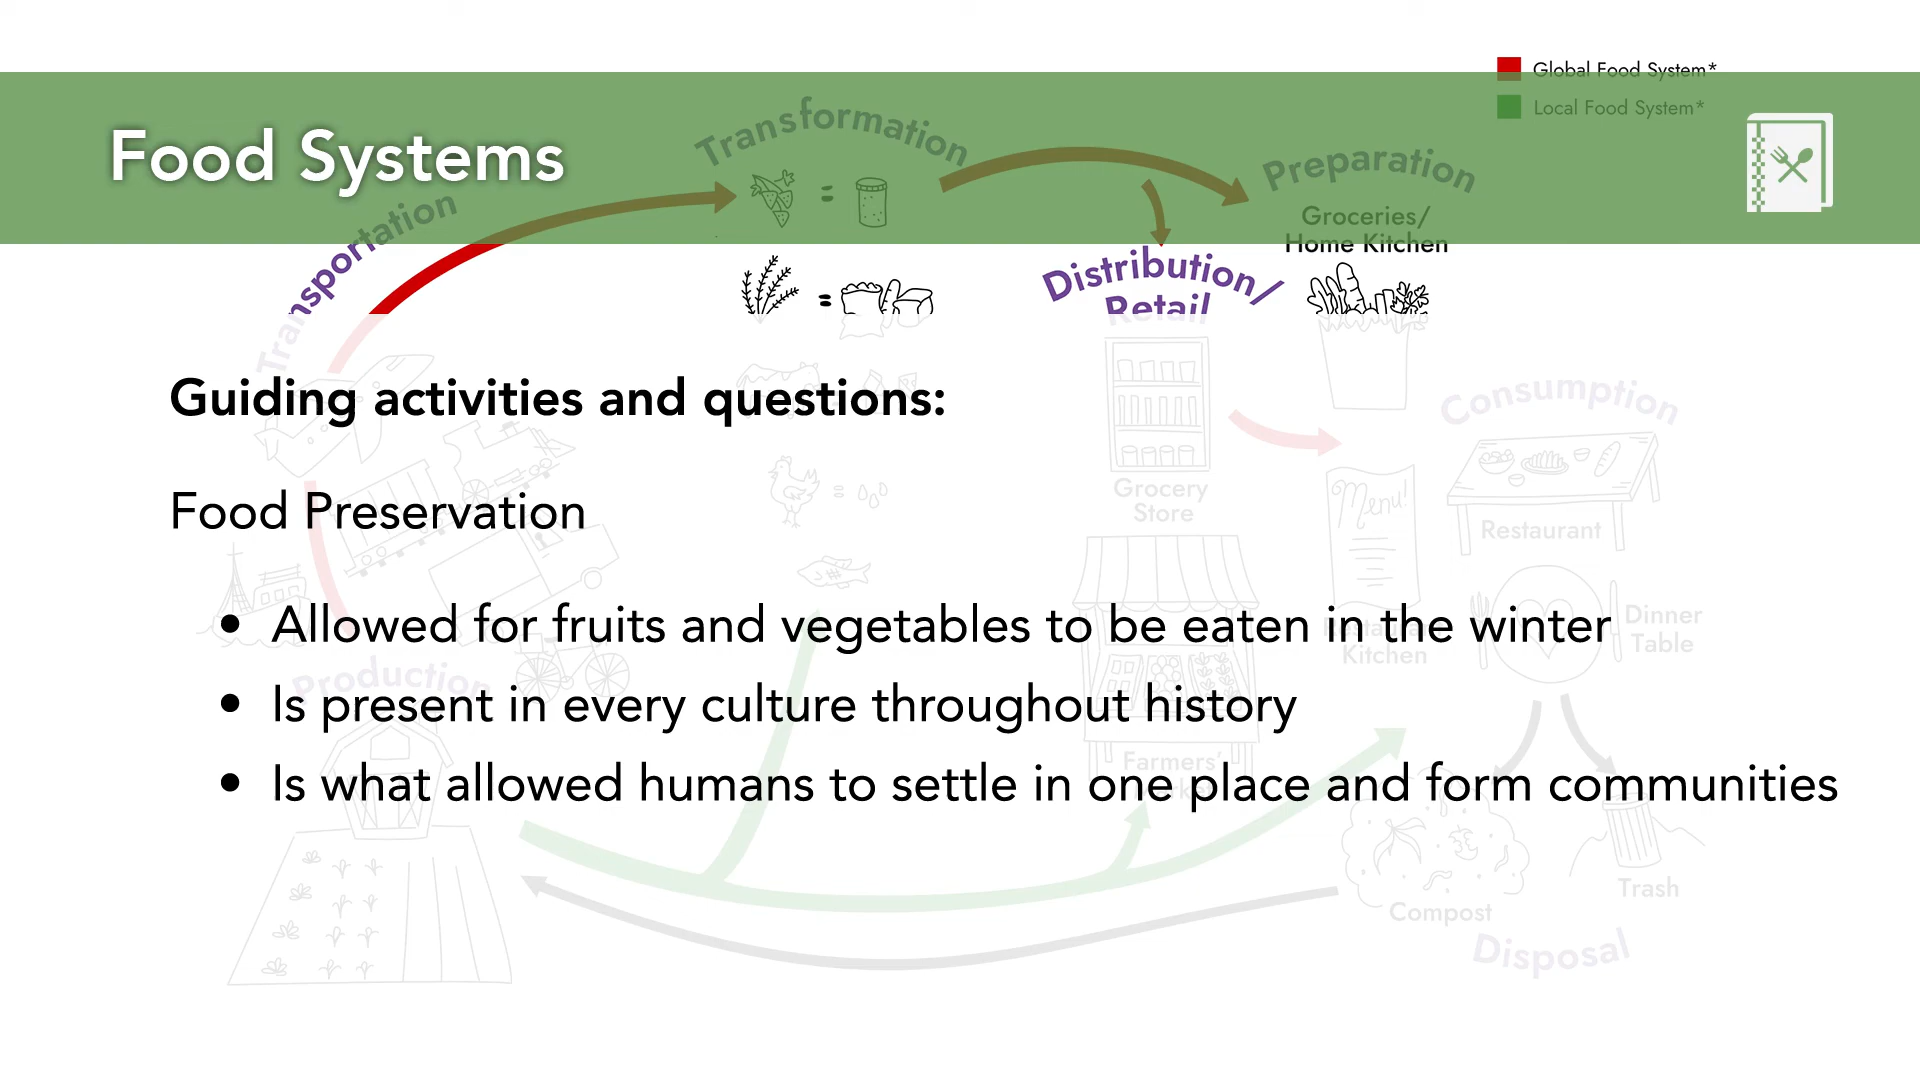 Global Food System*
Local Food System*
Food Systems
Transformation
Preparation
Transportation
Groceries/
Home Kitchen
Distribution/
Retail
Guiding activities and questions:
Consumption
Menu!
Grocery
Store
Restaurant
Food Preservation
Allowed for fruits and vegetables to be eaten in the winter
Dinner
Table
Restaurant
Kitchen
Production
Is present in every culture throughout history
Farmers'
Market
Is what allowed humans to settle in one place and form communities
Trash
Compost
Disposal